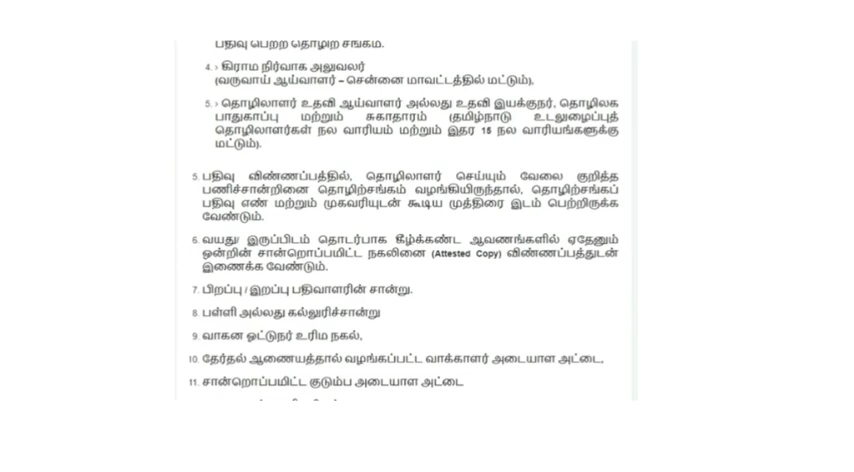 பதிவு பெற்ற தொழிற் சங்கம்.
4. › கிராம நிர்வாக அலுவலர்
(வருவாய் ஆய்வாளர் – சென்னை மாவட்டத்தில் மட்டும்),
5. › தொழிலாளர் உதவி ஆய்வாளர் அல்லது உதவி இயக்குநர், தொழிலக
பாதுகாப்பு மற்றும் சுகாதாரம் (தமிழ்நாடு உடலுழைப்புத்
தொழிலாளர்கள் நல வாரியம் மற்றும் இதர 15 நல வாரியங்களுக்கு
மட்டும்).
5. பதிவு விண்ணப்பத்தில், தொழிலாளர் செய்யும் வேலை குறித்த
பணிச்சான்றினை தொழிற்சங்கம் வழங்கியிருந்தால், தொழிற்சங்கப்
பதிவு எண் மற்றும் முகவரியுடன் கூடிய முத்திரை இடம் பெற்றிருக்க
வேண்டும்.
6. வயது/ இருப்பிடம் தொடர்பாக கீழ்க்கண்ட ஆவணங்களில் ஏதேனும்
ஒன்றின் சான்றொப்பமிட்ட நகலினை (Attested Copy) விண்ணப்பத்துடன்
இணைக்க வேண்டும்.
7. பிறப்பு / இறப்பு பதிவாளரின் சான்று.
8. பள்ளி அல்லது கல்லூரிச்சான்று
9. வாகன ஓட்டுநர் உரிம நகல்,
10. தேர்தல் ஆணையத்தால் வழங்கப்பட்ட வாக்காளர் அடையாள அட்டை,
11. சான்றொப்பமிட்ட குடும்ப அடையாள அட்டை